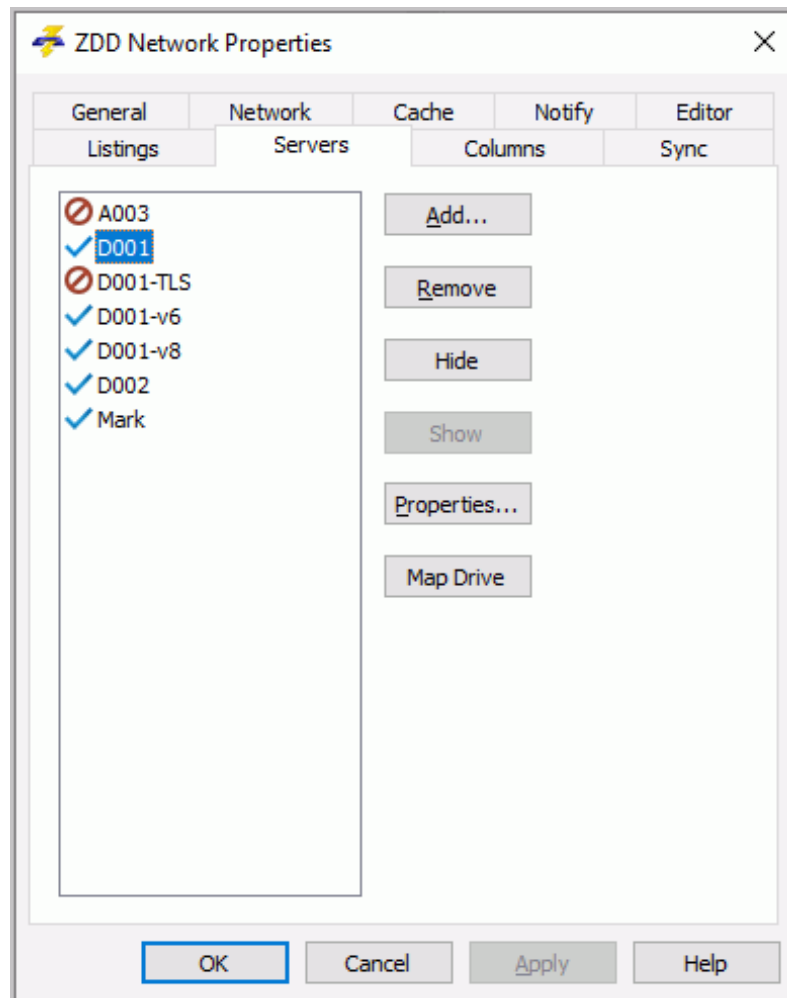 ZDD Network Properties
General Network Cache Notify Editor
Listings Servers Columns Sync
A003
D001
D001-TLS
D001-v6
D001-v8
D002
Mark
Add...
Remove
Hide
Show
Properties...
Map Drive
OK Cancel Apply Help